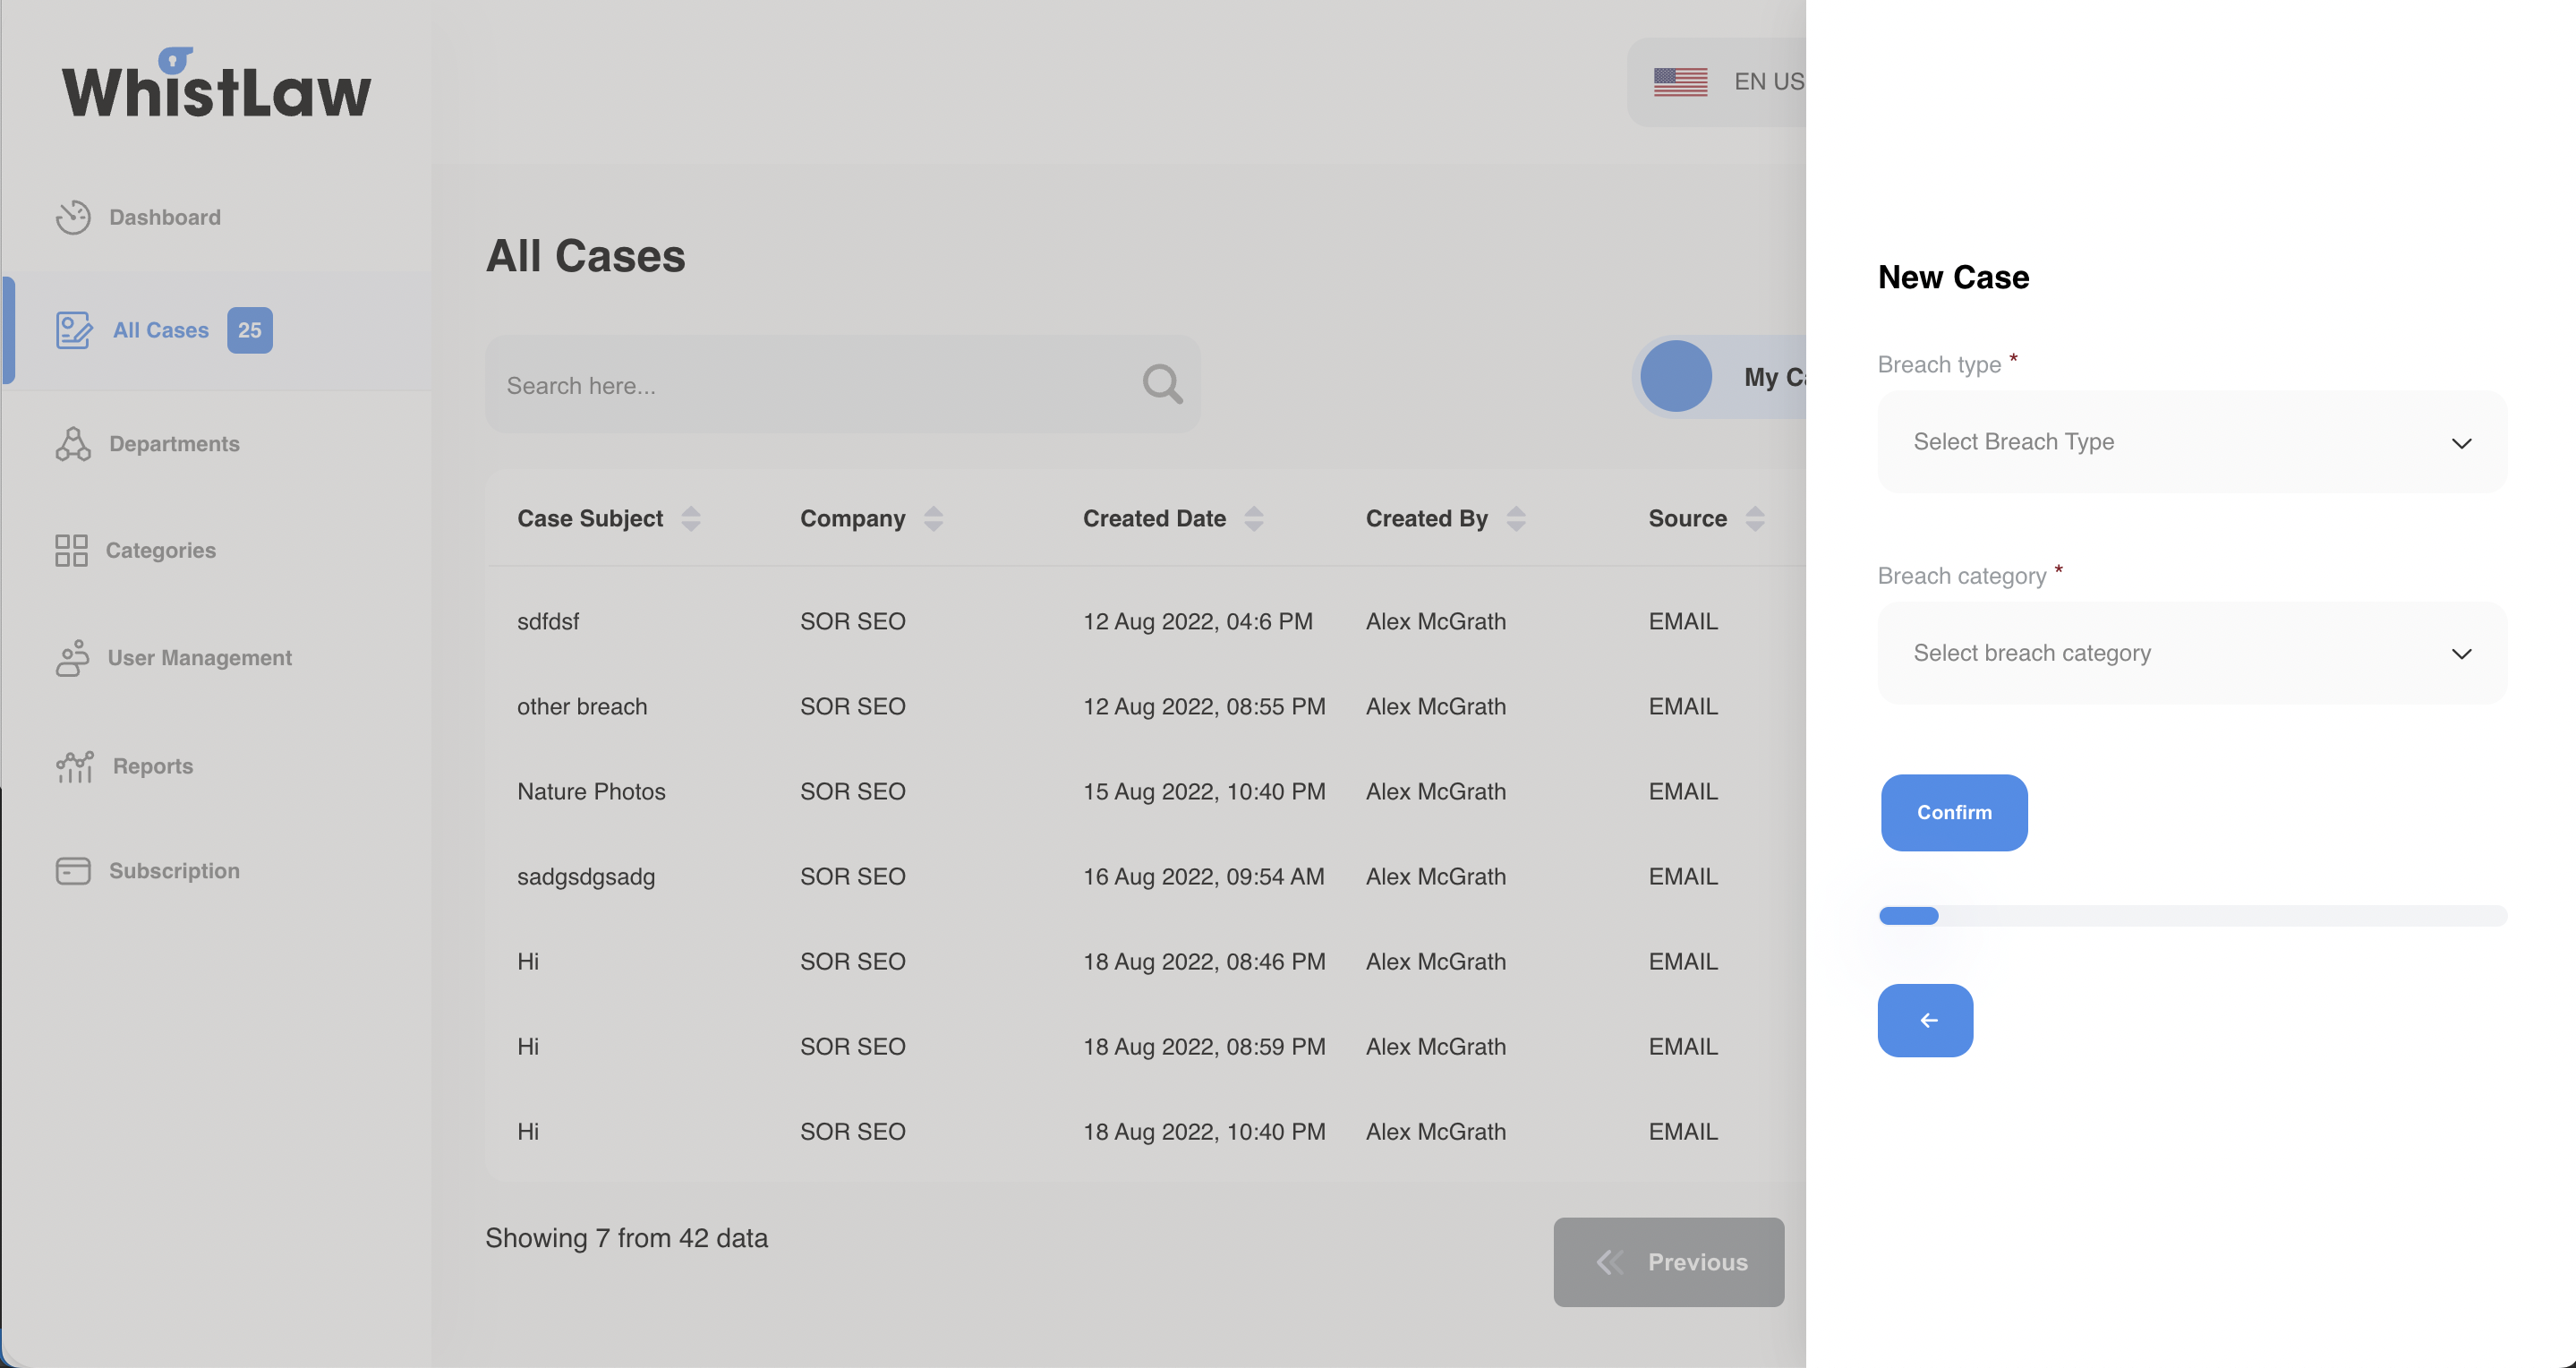 WhistLaw
EN US
Dashboard
All Cases 25
Departments
Categories
User Management
Reports
Subscription
All Cases
Search here...
My Ca
Case Subject Company Created Date Created By Source
sdfdsf SOR SEO 12 Aug 2022, 04:6 PM Alex McGrath EMAIL
other breach SOR SEO 12 Aug 2022, 08:55 PM Alex McGrath EMAIL
Nature Photos SOR SEO 15 Aug 2022, 10:40 PM Alex McGrath EMAIL
sadgsdgsadg SOR SEO 16 Aug 2022, 09:54 AM Alex McGrath EMAIL
Hi SOR SEO 18 Aug 2022, 08:46 PM Alex McGrath EMAIL
Hi SOR SEO 18 Aug 2022, 08:59 PM Alex McGrath EMAIL
Hi SOR SEO 18 Aug 2022, 10:40 PM Alex McGrath EMAIL
Showing 7 from 42 data
Previous
New Case
Breach type *
Select Breach Type
Breach category *
Select breach category
Confirm